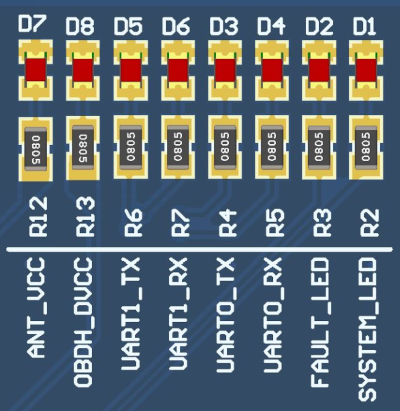 D7 D8 D5 D6 D3 D4 D2 D1
0805 0805 0805 0805 0805 0805 0805 0805
R12 R13 R6 R7 R4 R5 R3 R2
ANT_VCC
OBDH_DVCC
UART1_TX
UART1_RX
UART0_TX
UART0_RX
FAULT_LED
SYSTEM_LED